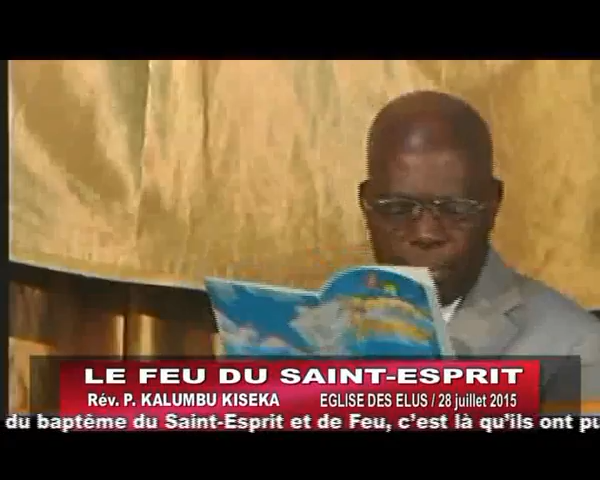 LE FEU DU SAINT-ESPRIT
Rév. P. KALUMBU KISEKA EGLISE DES ELUS / 28 juillet 2015
du baptême du Saint-Esprit et de Feu, c’est là qu’ils ont pu